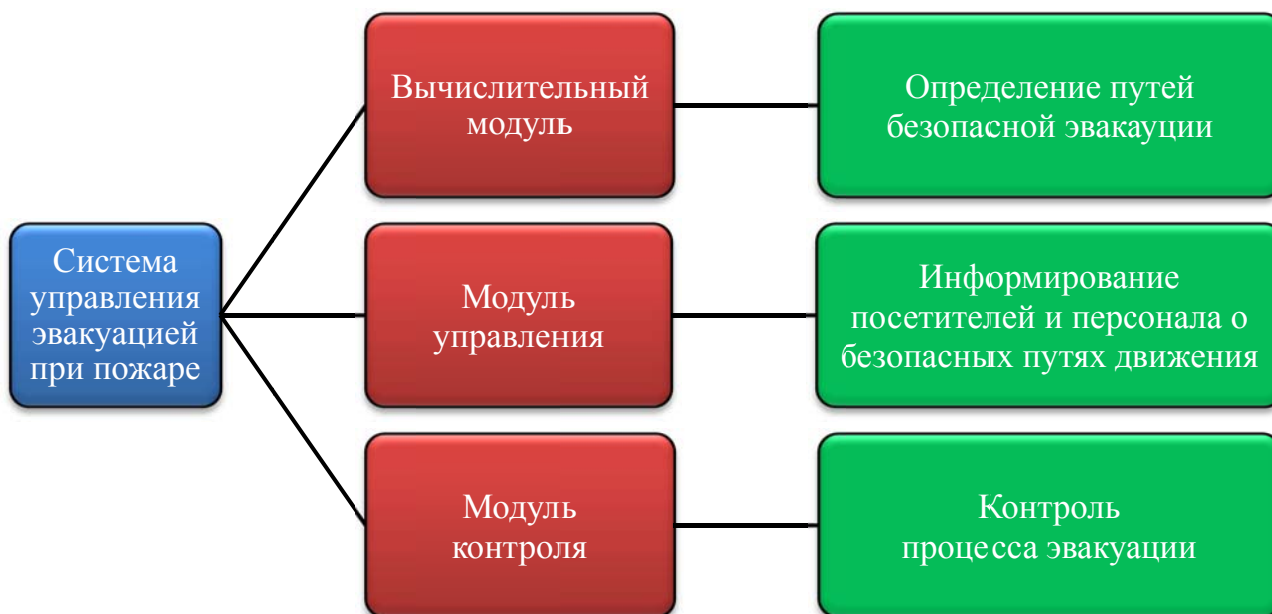 Система
управления
эвакуацией
при пожаре
Вычислительный
модуль
Определение путей
безопасной эвакауции
Модуль
управления
Информирование
посетителей и персонала о
безопасных путях движения
Модуль
контроля
Контроль
процесса эвакуации